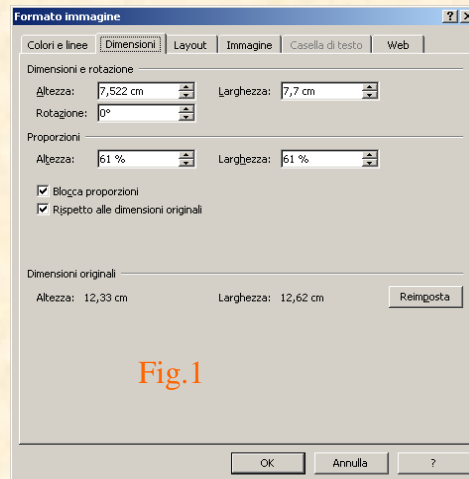 Formato immagine
Colori e linee Dimensioni Layout Immagine Casella di testo Web
Dimensioni e rotazione
Altezza: 7,522 cm Larghezza: 7,7 cm
Rotazione: 0°
Proporzioni
Altezza: 61 % Larghezza: 61 %
Blocca proporzioni
Rispetto alle dimensioni originali
Dimensioni originali
Altezza: 12,33 cm Larghezza: 12,62 cm Reimposta
Fig.1
OK Annulla ?